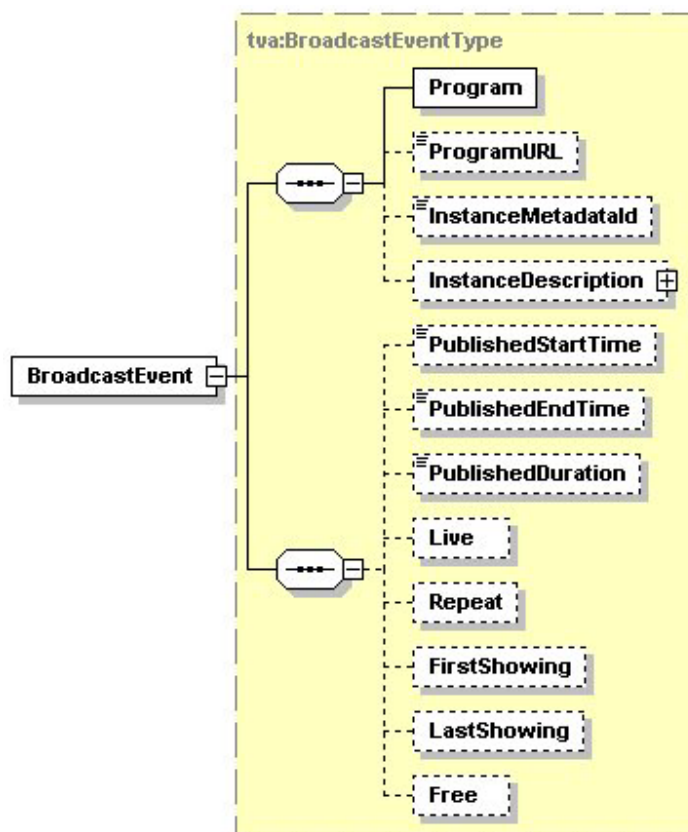 tva:BroadcastEventType
Program
ProgramURL
InstanceMetadataId
InstanceDescription
BroadcastEvent
PublishedStartTime
PublishedEndTime
PublishedDuration
Live
Repeat
FirstShowing
LastShowing
Free